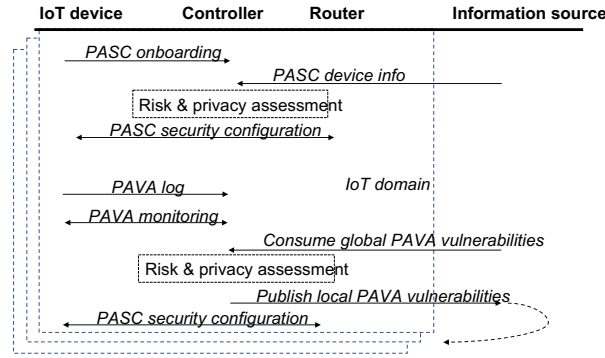 IoT device Controller Router Information source
PASC onboarding
PASC device info
Risk & privacy assessment
PASC security configuration
PAVA log IoT domain
PAVA monitoring
Consume global PAVA vulnerabilities
Risk & privacy assessment
Publish local PAVA vulnerabilities
PASC security configuration